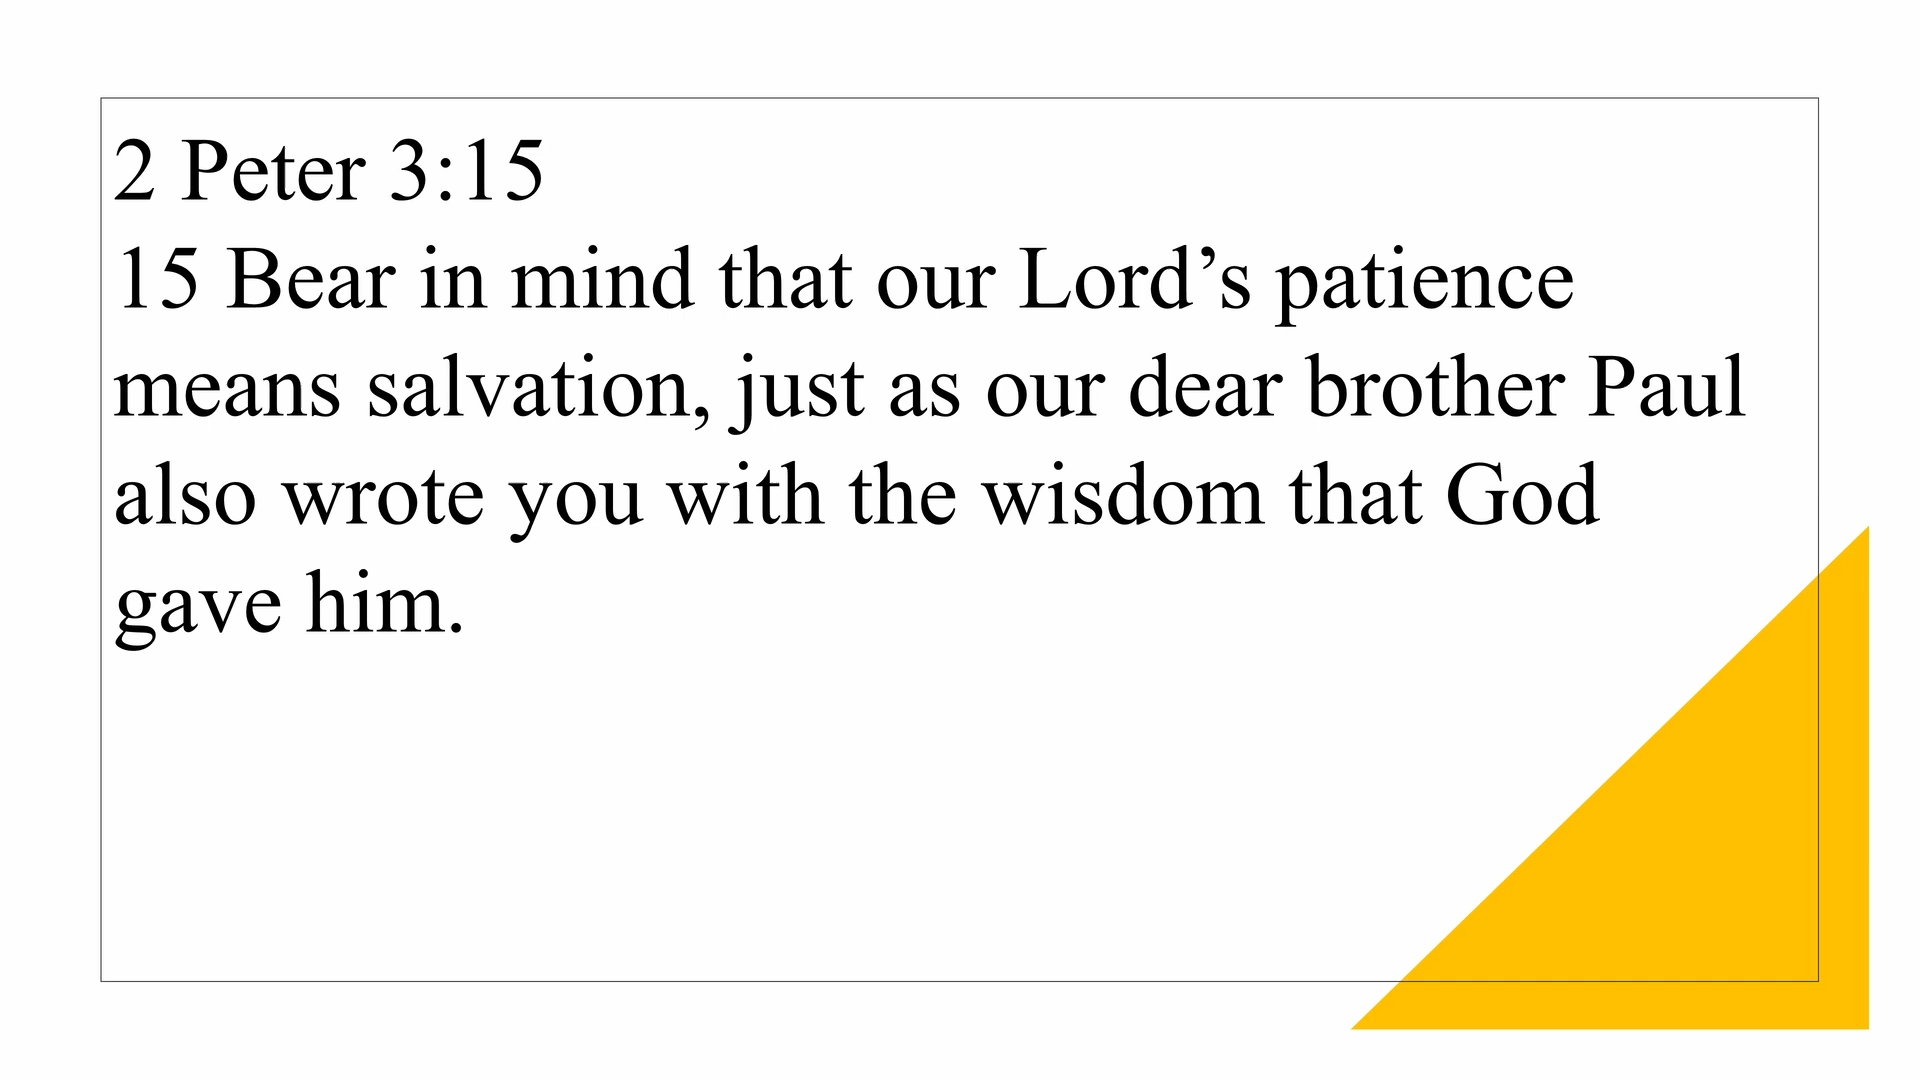 2 Peter 3:15
15 Bear in mind that our Lord’s patience
means salvation, just as our dear brother Paul
also wrote you with the wisdom that God
gave him.